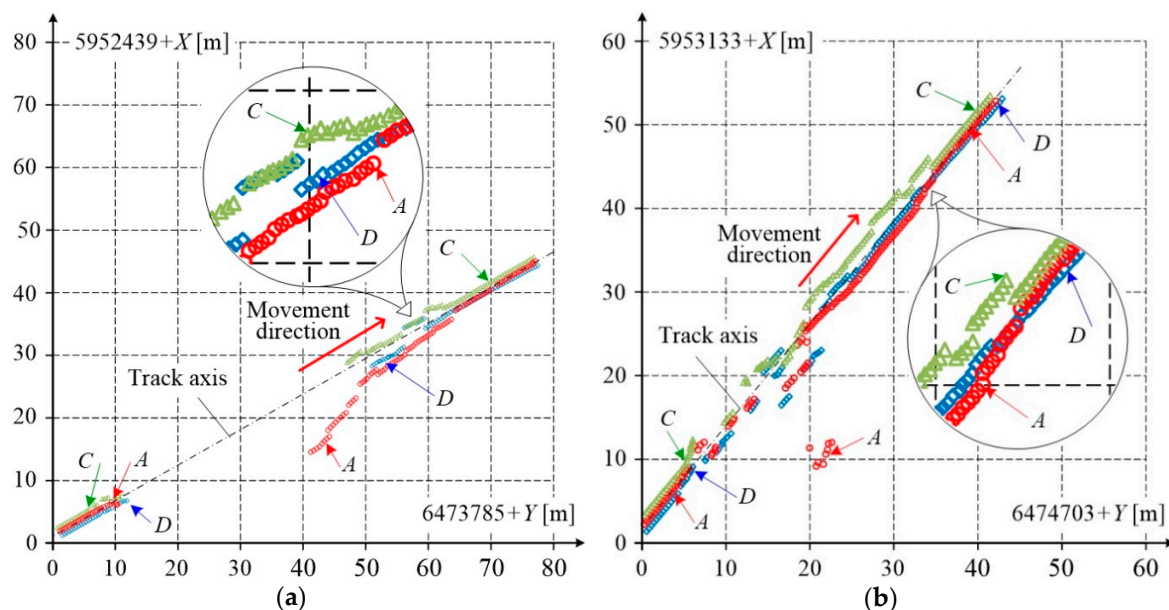 5952439+X [m]
80
70
60
50
40
30
20
10
0
C
D
A
Movement
direction
C
Track axis
D
A
C
A
D
6473785+Y [m]
0 10 20 30 40 50 60 70 80
(a)
5953133+X [m]
60
50
40
30
20
10
0
C
D
A
Movement
direction
C
D
A
Track axis
C
A
D
A
6474703+Y [m]
0 10 20 30 40 50 60
(b)